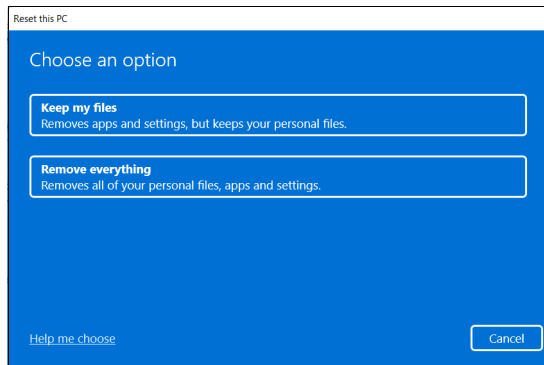 Reset this PC
Choose an option
Keep my files
Removes apps and settings, but keeps your personal files.
Remove everything
Removes all of your personal files, apps and settings.
Help me choose
Cancel